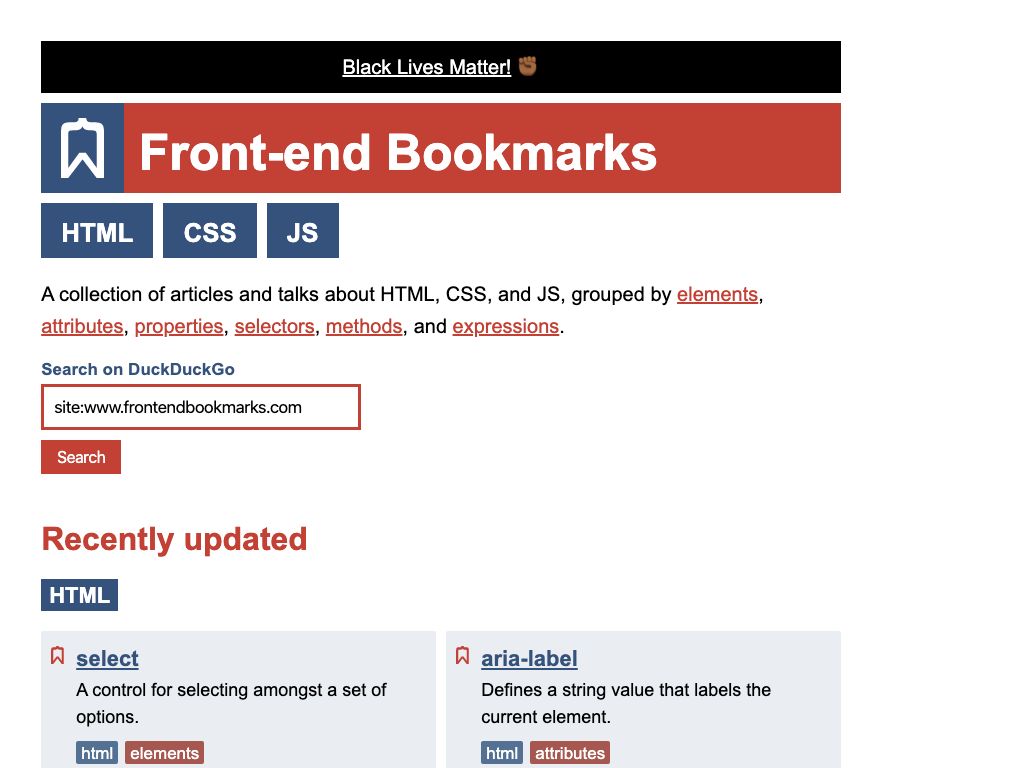 Black Lives Matter! ✊🏾
Front-end Bookmarks
HTML CSS JS
A collection of articles and talks about HTML, CSS, and JS, grouped by elements,
attributes, properties, selectors, methods, and expressions.
Search on DuckDuckGo
site:www.frontendbookmarks.com
Search
Recently updated
HTML
select
A control for selecting amongst a set of
options.
html elements
aria-label
Defines a string value that labels the
current element.
html attributes